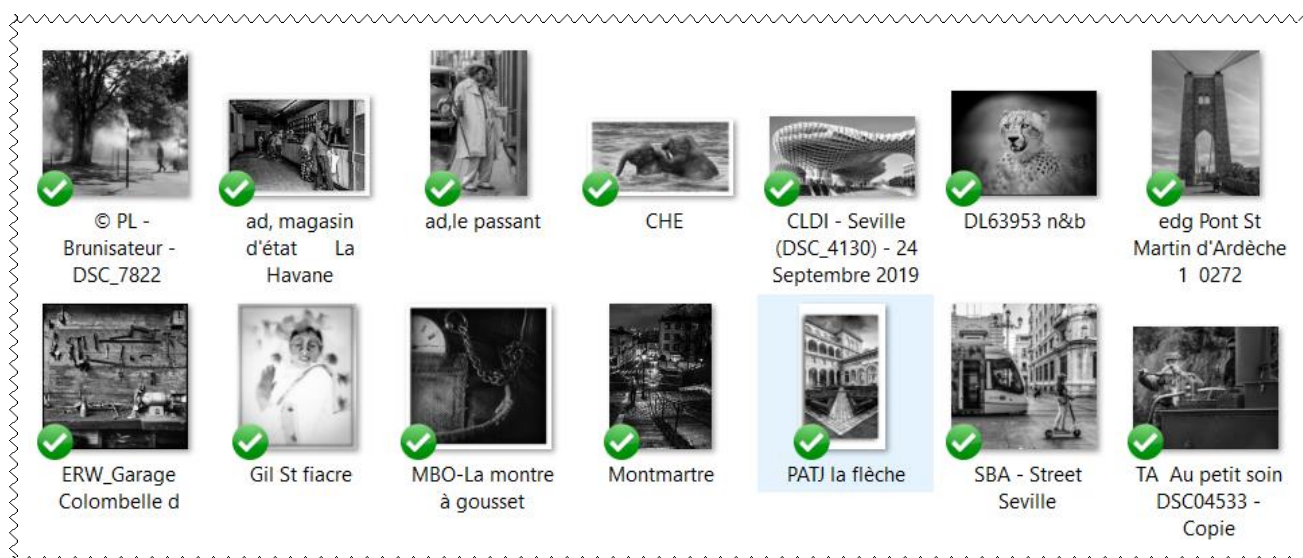 © PL -
Brunisateur -
DSC_7822
ad, magasin
d'état La
Havane
ad,le passant
CHE
CLDI - Seville
(DSC_4130) - 24
Septembre 2019
DL63953 n&b
edg Pont St
Martin d'Ardèche
1 0272
ERW_Garage
Colombelle d
Gil St fiacre
MBO-La montre
à gousset
Montmartre
PATJ la flèche
SBA - Street
Seville
TA Au petit soin
DSC04533 -
Copie